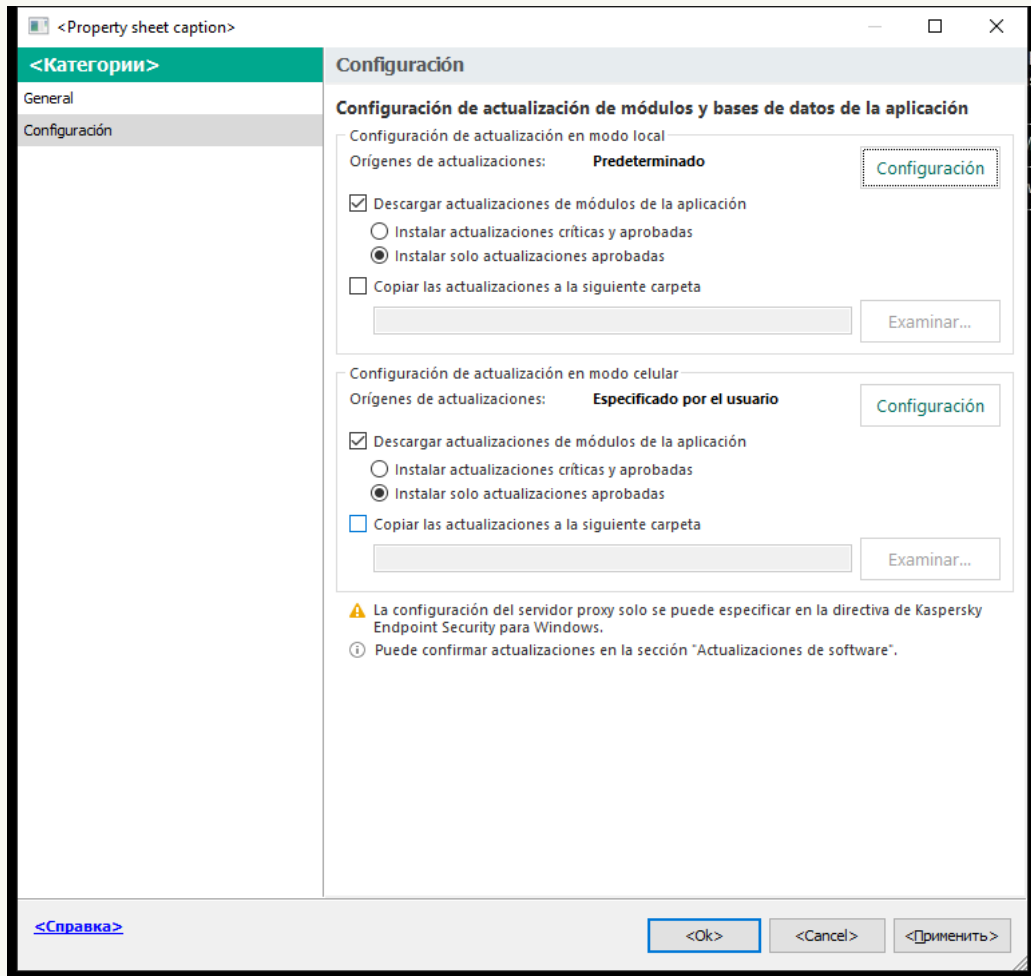 <Property sheet caption>
<Категории>
General
Configuración
Configuración
Configuración de actualización de módulos y bases de datos de la aplicación
Configuración de actualización en modo local
Orígenes de actualizaciones: Predeterminado
Configuración
Descargar actualizaciones de módulos de la aplicación
Instalar actualizaciones críticas y aprobadas
Instalar solo actualizaciones aprobadas
Copiar las actualizaciones a la siguiente carpeta
Examinar...
Configuración de actualización en modo celular
Orígenes de actualizaciones: Especificado por el usuario
Configuración
Descargar actualizaciones de módulos de la aplicación
Instalar actualizaciones críticas y aprobadas
Instalar solo actualizaciones aprobadas
Copiar las actualizaciones a la siguiente carpeta
Examinar...
La configuración del servidor proxy solo se puede especificar en la directiva de Kaspersky
Endpoint Security para Windows.
Puede confirmar actualizaciones en la sección "Actualizaciones de software".
<Справка>
<Ok> <Cancel> <Применить>